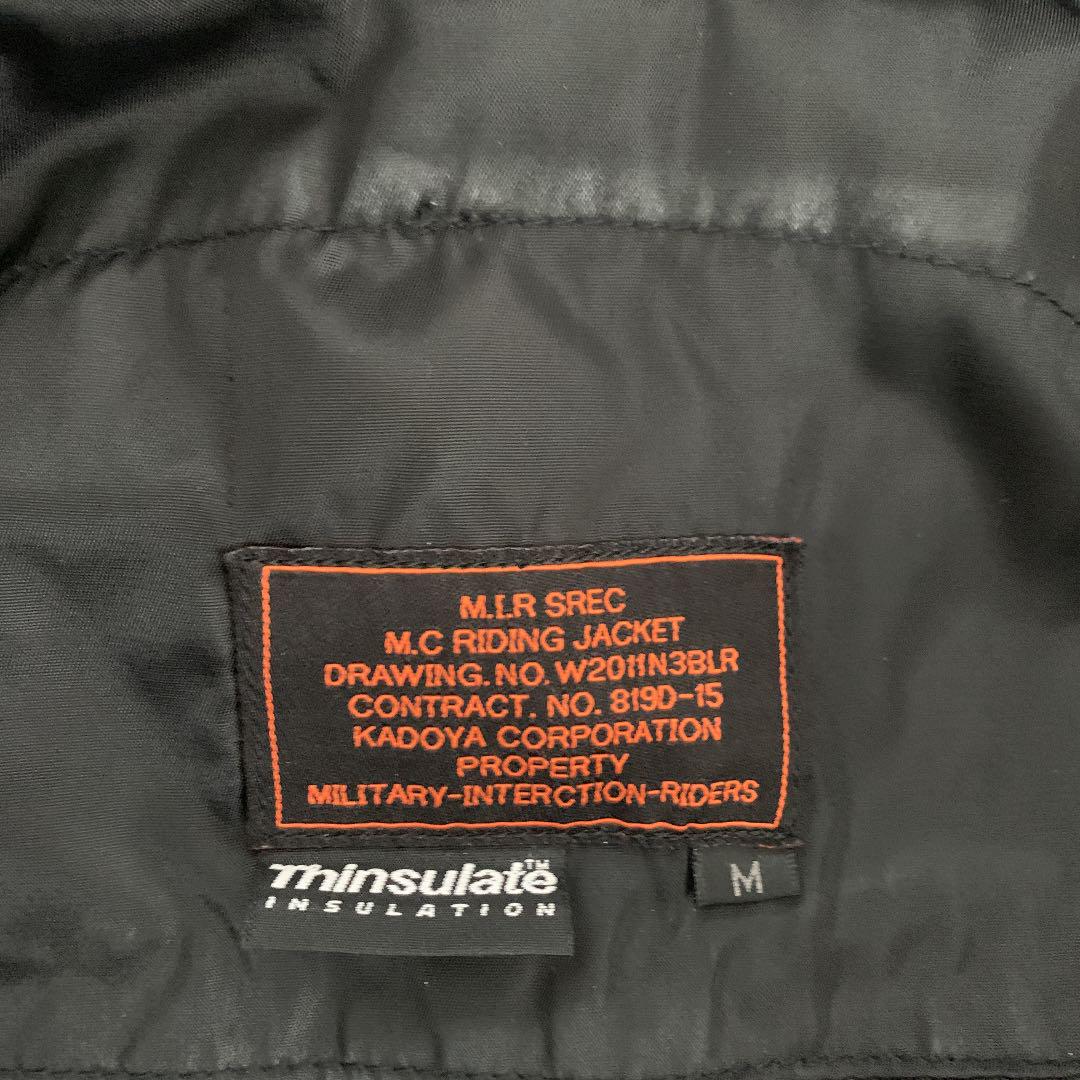 M.I.R SREC
M.C RIDING JACKET
DRAWING. NO. W2011N3BLR
CONTRACT. NO. 819D-15
KADOYA CORPORATION
PROPERTY
MILITARY-INTERCTION-RIDERS
Thinsulate™
INSULATION
M